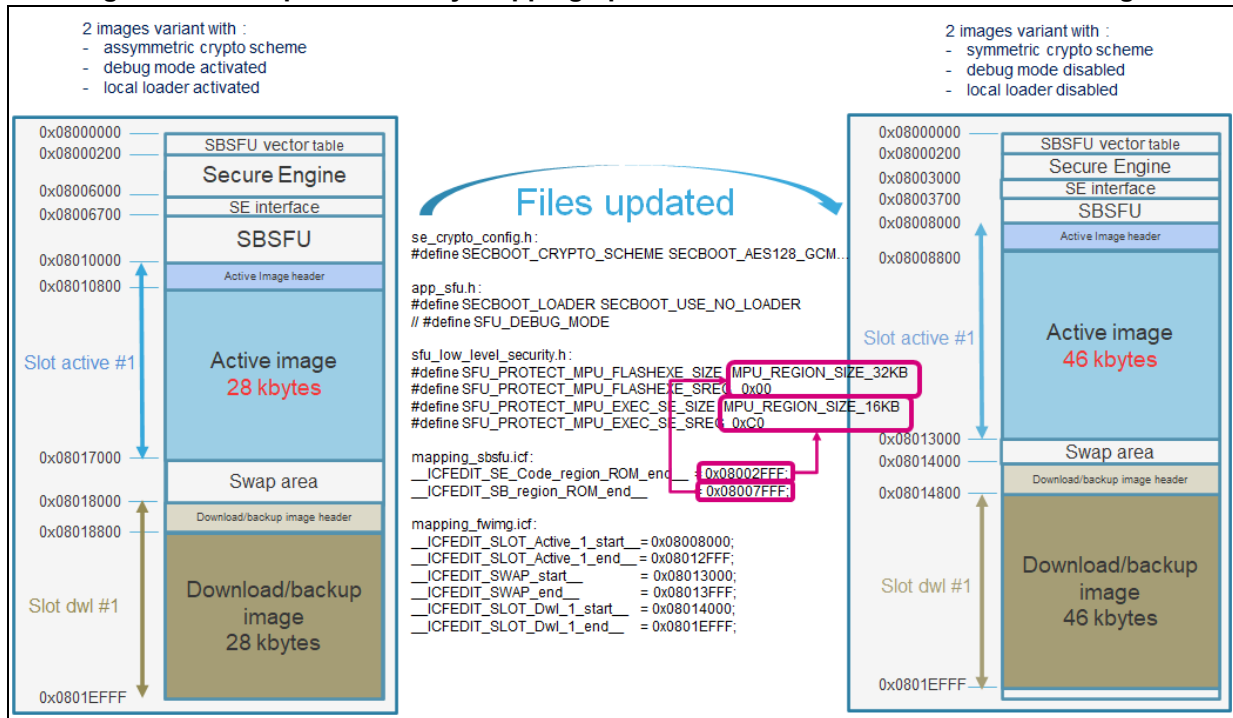 2 images variant with :
- assymmetric crypto scheme
- debug mode activated
- local loader activated
2 images variant with :
- symmetric crypto scheme
- debug mode disabled
- local loader disabled
0x08000000
0x08000200
0x08006000
0x08006700
0x08010000
0x08010800
0x08017000
0x08018000
0x08018800
0x0801EFFF
Slot active #1
Slot dwl #1
SBSFU vector table
Secure Engine
SE interface
SBSFU
Active Image header
Active image
28 kbytes
Swap area
Download/backup image header
Download/backup
image
28 kbytes
Files updated
se_crypto_config.h :
#define SECBOOT_CRYPTO_SCHEME SECBOOT_AES128_GCM...
app_sfu.h :
#define SECBOOT_LOADER SECBOOT_USE_NO_LOADER
// #define SFU_DEBUG_MODE
sfu_low_level_security.h :
#define SFU_PROTECT_MPU_FLASHEXE_SIZE MPU_REGION_SIZE_32KB
#define SFU_PROTECT_MPU_FLASHEXE_SREG 0x00
#define SFU_PROTECT_MPU_EXEC_SE_SIZE MPU_REGION_SIZE_16KB
#define SFU_PROTECT_MPU_EXEC_SE_SREG 0xC0
mapping_sbsfu.icf :
__ICFEDIT_SE_Code_region_ROM_end__ = 0x08002FFF;
__ICFEDIT_SB_region_ROM_end__ = 0x08007FFF;
mapping_fwimg.icf :
__ICFEDIT_SLOT_Active_1_start__ = 0x08008000;
__ICFEDIT_SLOT_Active_1_end__ = 0x08012FFF;
__ICFEDIT_SWAP_start__ = 0x08013000;
__ICFEDIT_SWAP_end__ = 0x08013FFF;
__ICFEDIT_SLOT_Dwl_1_start__ = 0x08014000;
__ICFEDIT_SLOT_Dwl_1_end__ = 0x0801EFFF;
0x08000000
0x08000200
0x08003000
0x08003700
0x08008000
0x08008800
0x08013000
0x08014000
0x08014800
0x0801EFFF
Slot active #1
Slot dwl #1
SBSFU vector table
Secure Engine
SE interface
SBSFU
Active Image header
Active image
46 kbytes
Swap area
Download/backup image header
Download/backup
image
46 kbytes